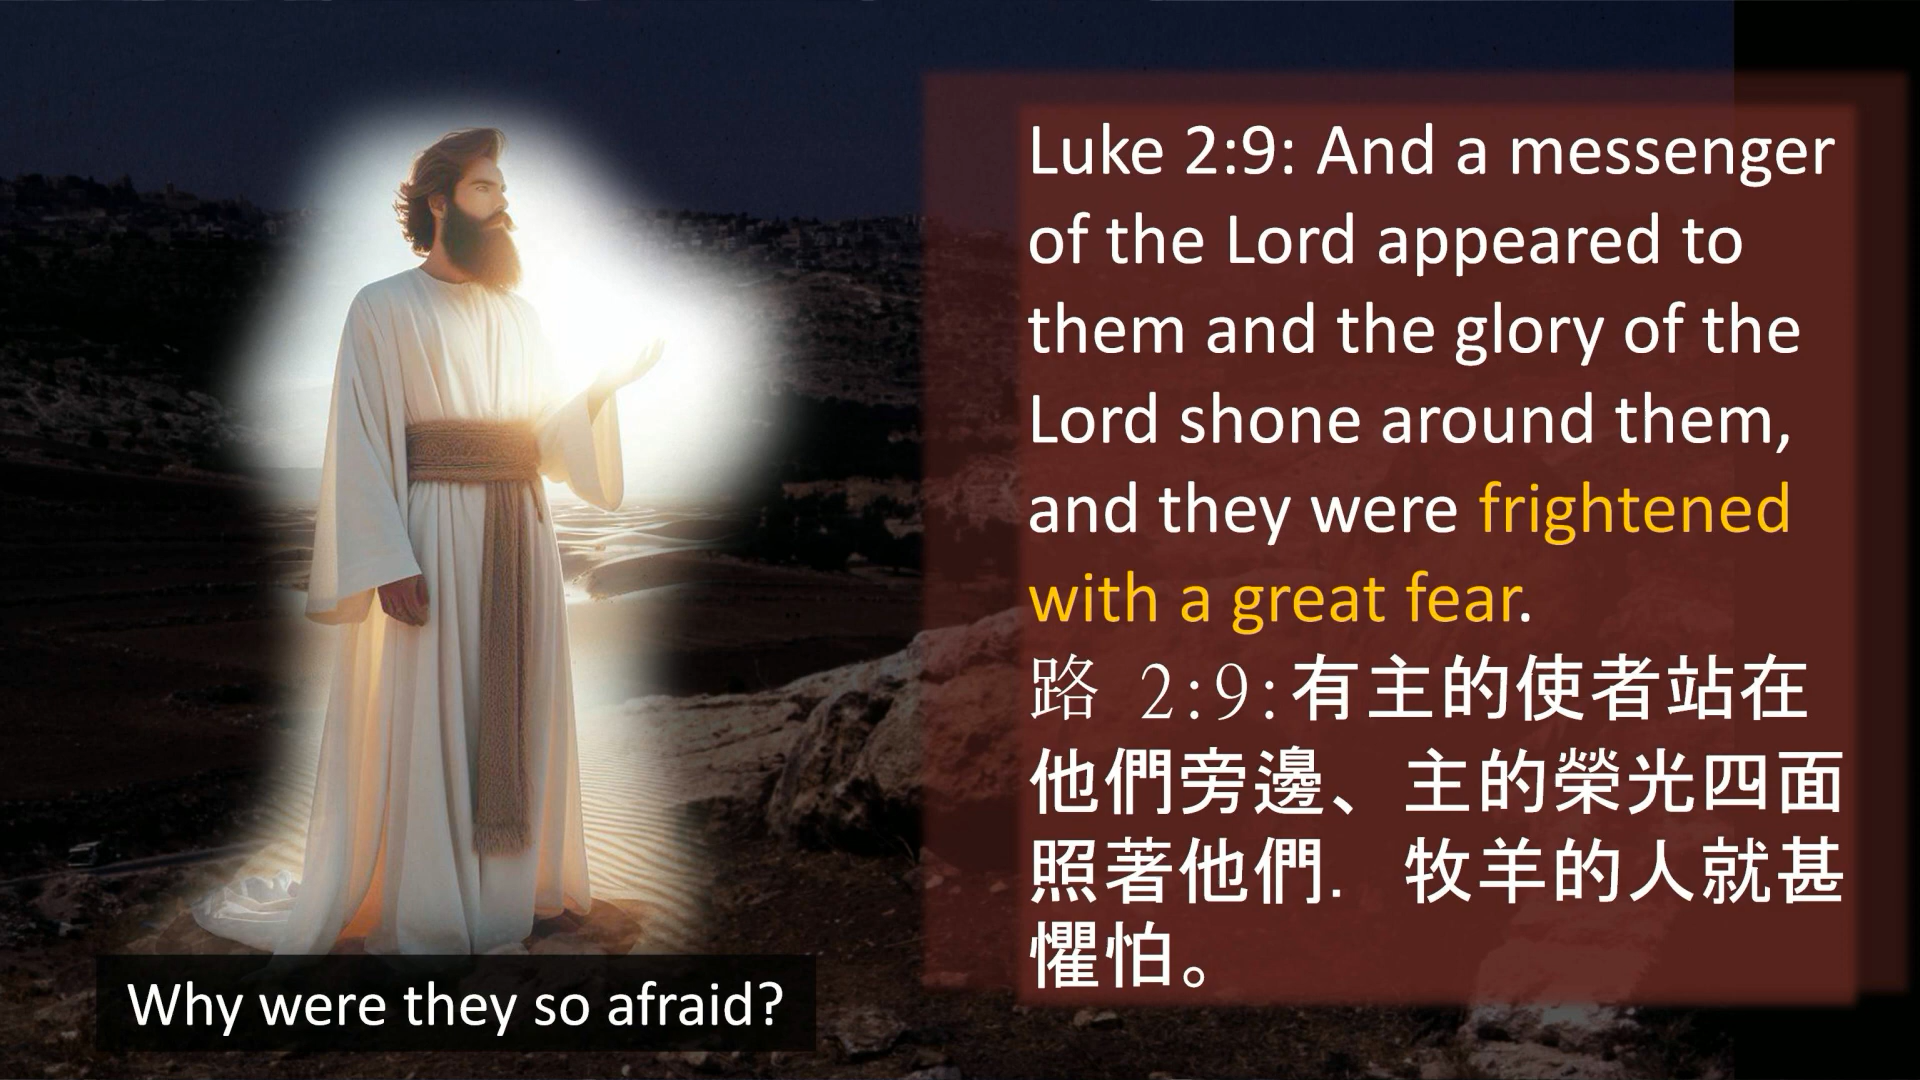 Luke 2:9: And a messenger
of the Lord appeared to
them and the glory of the
Lord shone around them,
and they were frightened
with a great fear.
路 2:9:有主的使者站在
他們旁邊、主的榮光四面
照著他們. 牧羊的人就甚
懼怕。
Why were they so afraid?